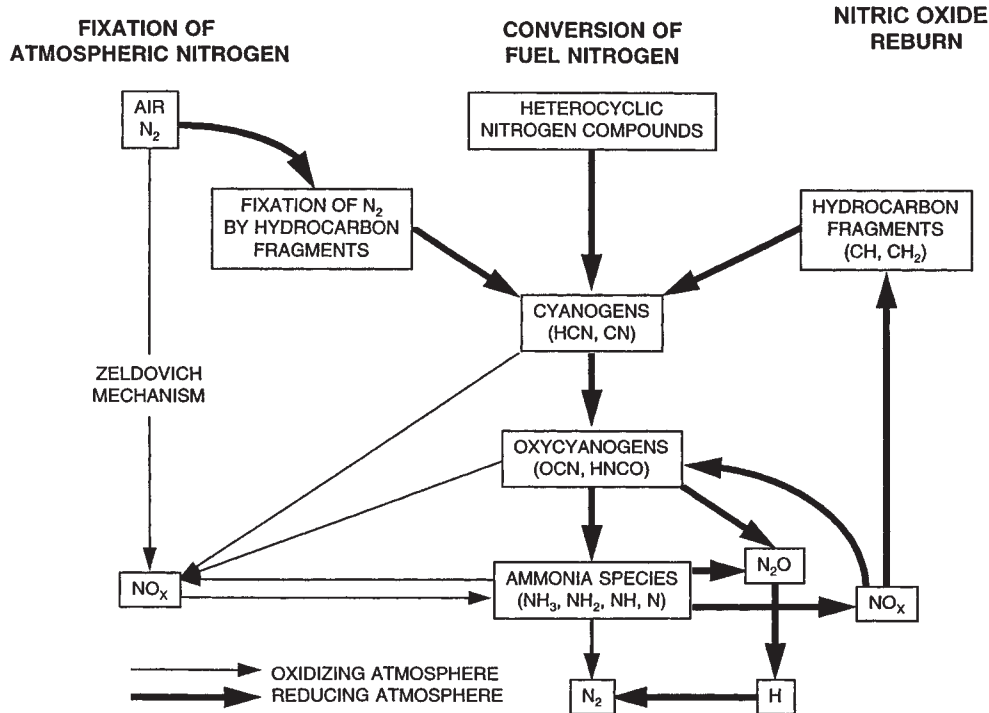 FIXATION OF
ATMOSPHERIC NITROGEN
CONVERSION OF
FUEL NITROGEN
NITRIC OXIDE
REBURN
AIR
N₂
HETEROCYCLIC
NITROGEN COMPOUNDS
FIXATION OF N₂
BY HYDROCARBON
FRAGMENTS
HYDROCARBON
FRAGMENTS
(CH, CH₂)
CYANOGENS
(HCN, CN)
ZELDOVICH
MECHANISM
OXYCYANOGENS
(OCN, HNCO)
NOₓ
AMMONIA SPECIES
(NH₃, NH₂, NH, N)
N₂O
NOₓ
OXIDIZING ATMOSPHERE
REDUCING ATMOSPHERE
N₂
H